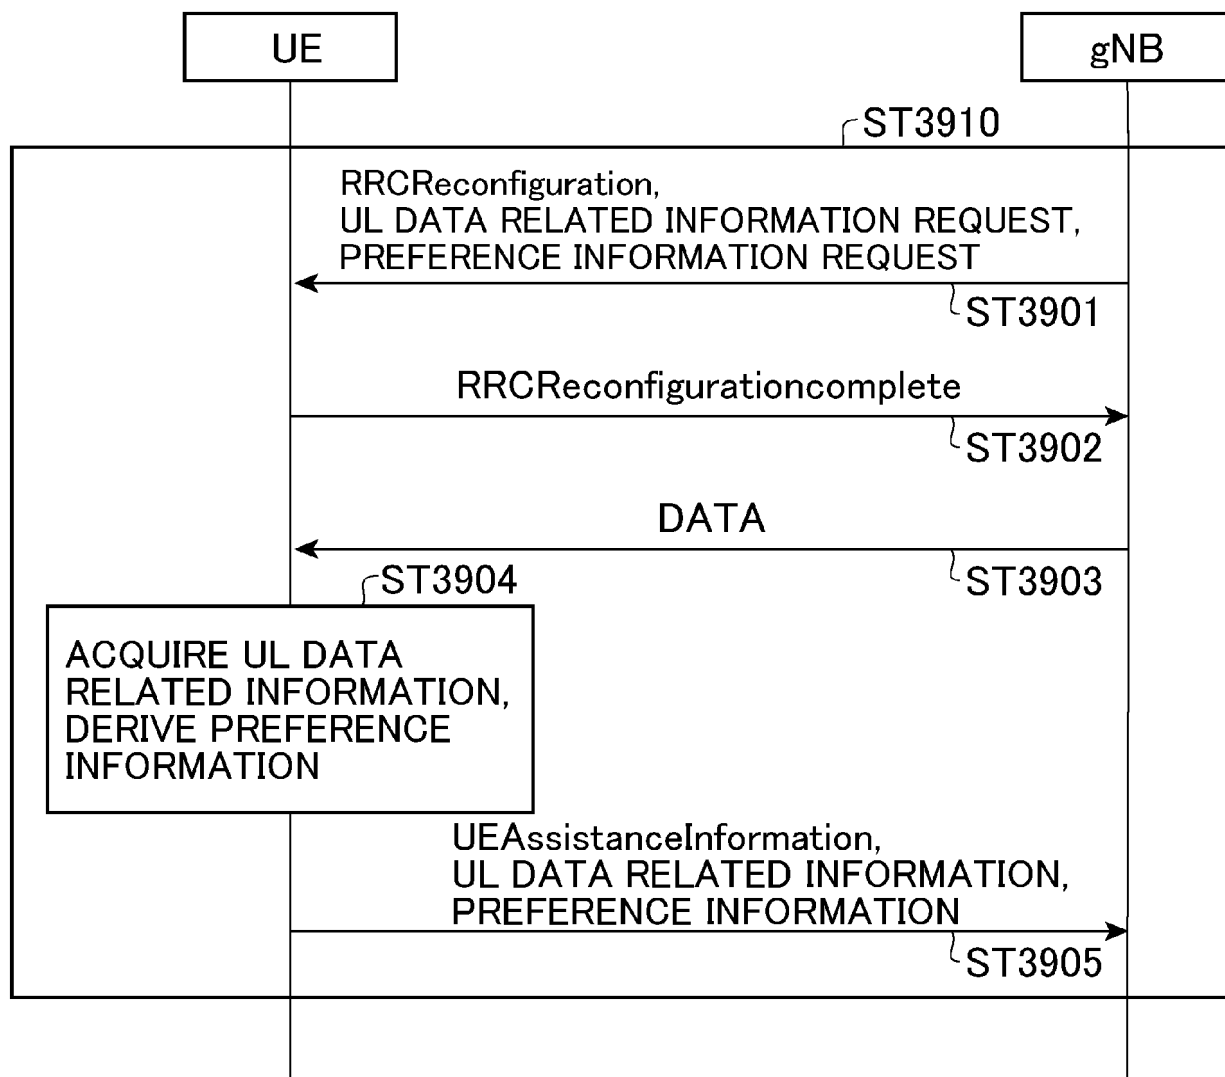 UE
gNB
ST3910
RRCReconfiguration,
UL DATA RELATED INFORMATION REQUEST,
PREFERENCE INFORMATION REQUEST
ST3901
RRCReconfigurationcomplete
ST3902
DATA
ST3903
ST3904
ACQUIRE UL DATA
RELATED INFORMATION,
DERIVE PREFERENCE
INFORMATION
UEAssistanceInformation,
UL DATA RELATED INFORMATION,
PREFERENCE INFORMATION
ST3905